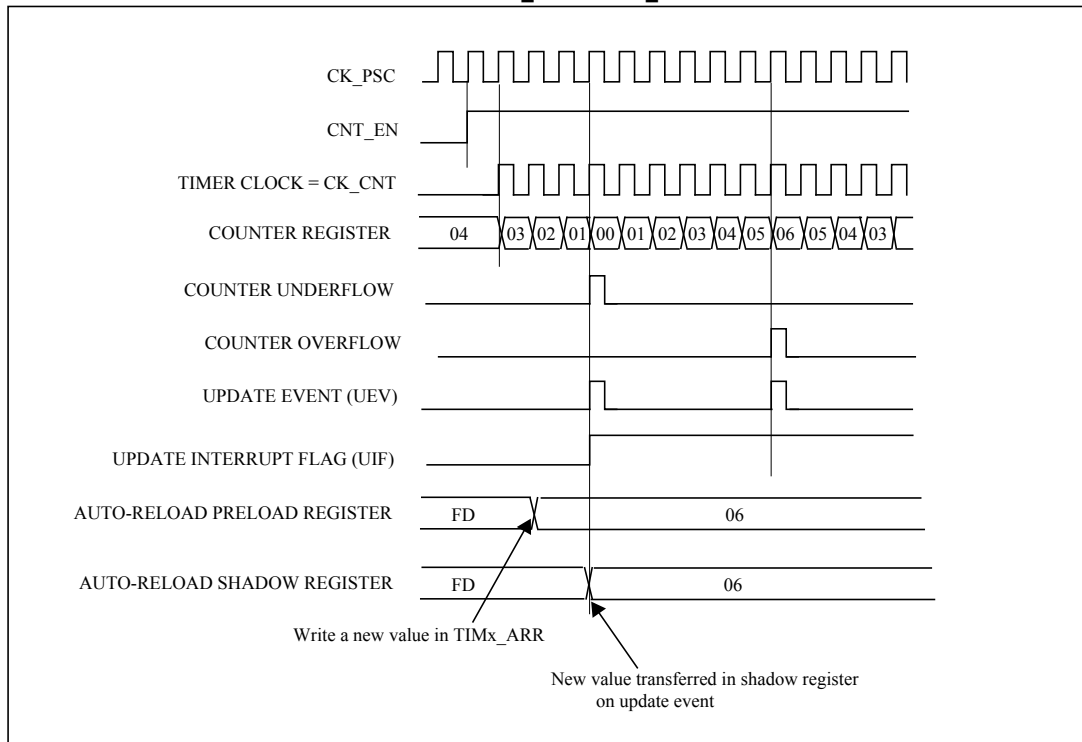 CK_PSC
CNT_EN
TIMER CLOCK = CK_CNT
COUNTER REGISTER 04 03 02 01 00 01 02 03 04 05 06 05 04 03
COUNTER UNDERFLOW
COUNTER OVERFLOW
UPDATE EVENT (UEV)
UPDATE INTERRUPT FLAG (UIF)
AUTO-RELOAD PRELOAD REGISTER FD 06
AUTO-RELOAD SHADOW REGISTER FD 06
Write a new value in TIMx_ARR
New value transferred in shadow register
on update event